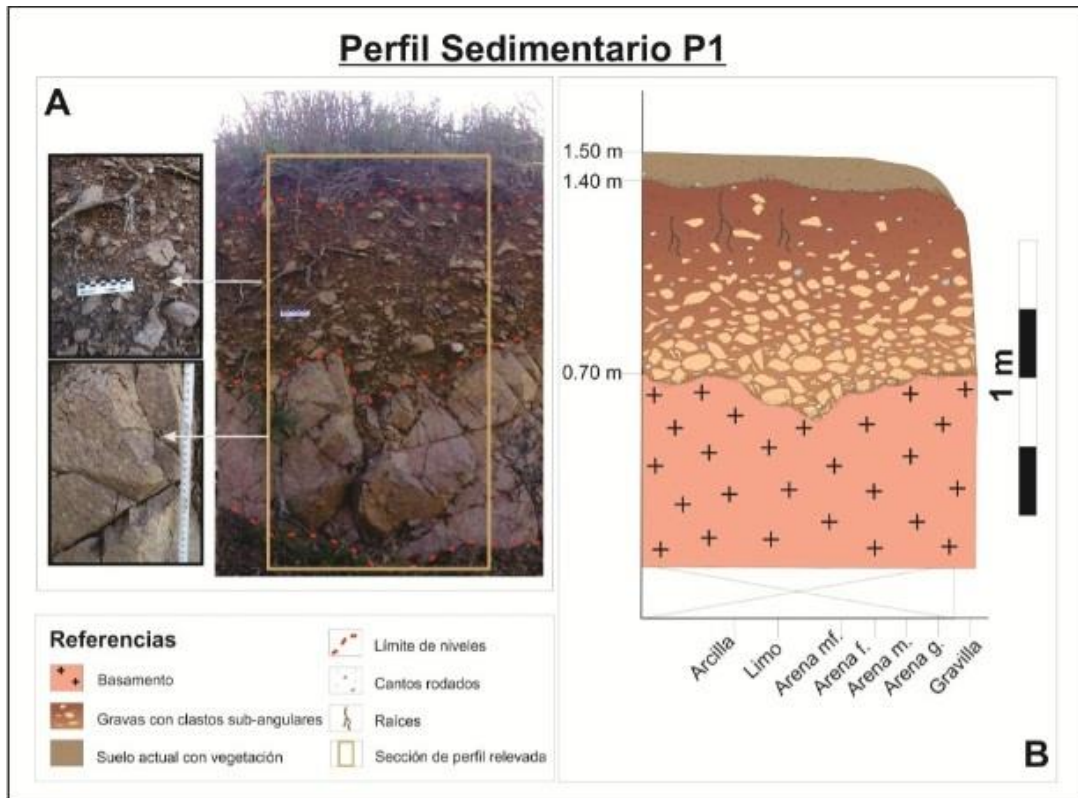 Perfil Sedimentario P1
A
1.50 m
1.40 m
0.70 m
1 m
Arcilla
Limo
Arena mf.
Arena f.
Arena m.
Arena g.
Gravilla
B
Referencias
Basamento
Gravas con clastos sub-angulares
Suelo actual con vegetación
Límite de niveles
Cantos rodados
Raíces
Sección de perfil relevada